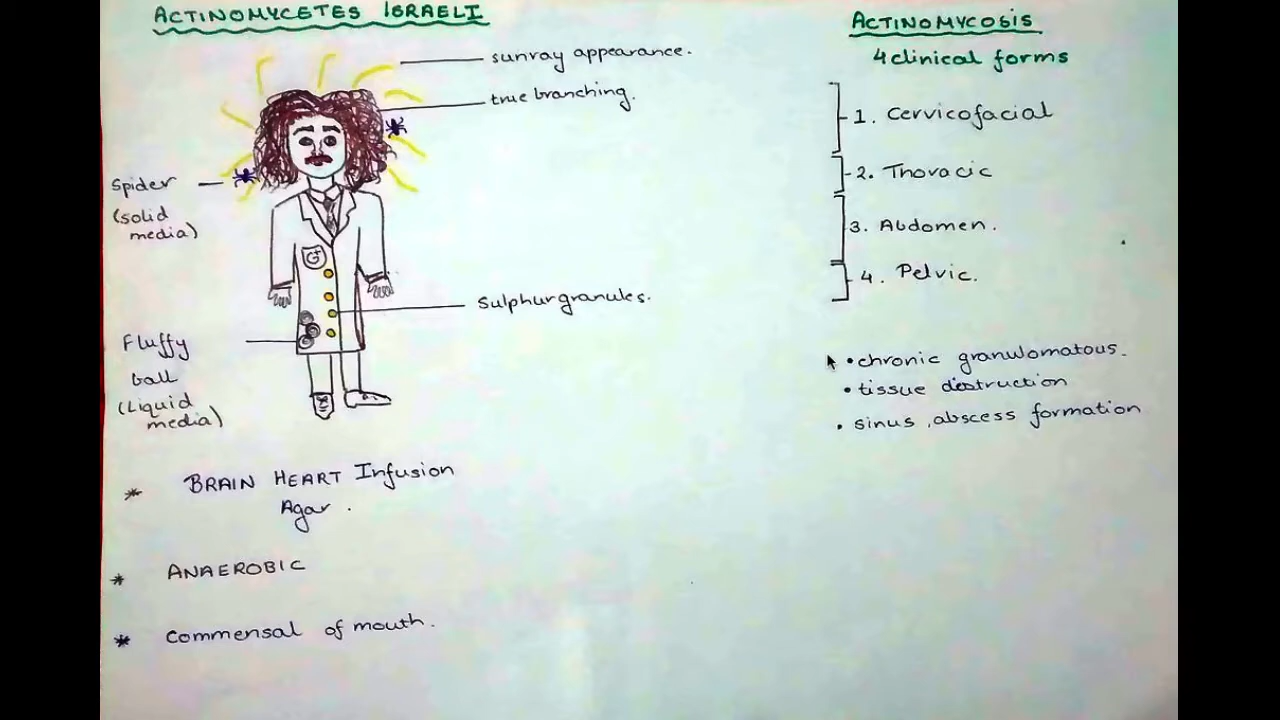 ACTINOMYCETES ISRAELI
sunray appearance.
true branching.
Spider
(solid
media)
G+
Sulphurgranules.
Fluffy
ball
(Liquid
media)
* BRAIN HEART Infusion
Agar.
* ANAEROBIC
* Commensal of mouth.
ACTINOMYCOSIS
4 clinical forms
1. Cervicofacial
2. Thoracic
3. Abdomen.
4. Pelvic.
• chronic granulomatous.
• tissue destruction
• sinus, abscess formation